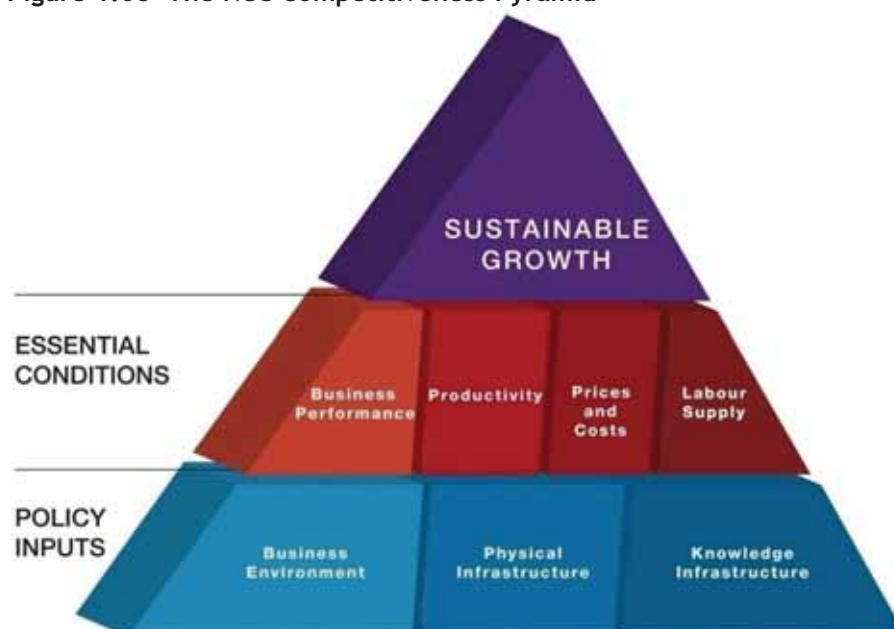 SUSTAINABLE
GROWTH
ESSENTIAL
CONDITIONS
Business
Performance
Productivity
Prices
and
Costs
Labour
Supply
POLICY
INPUTS
Business
Environment
Physical
Infrastructure
Knowledge
Infrastructure